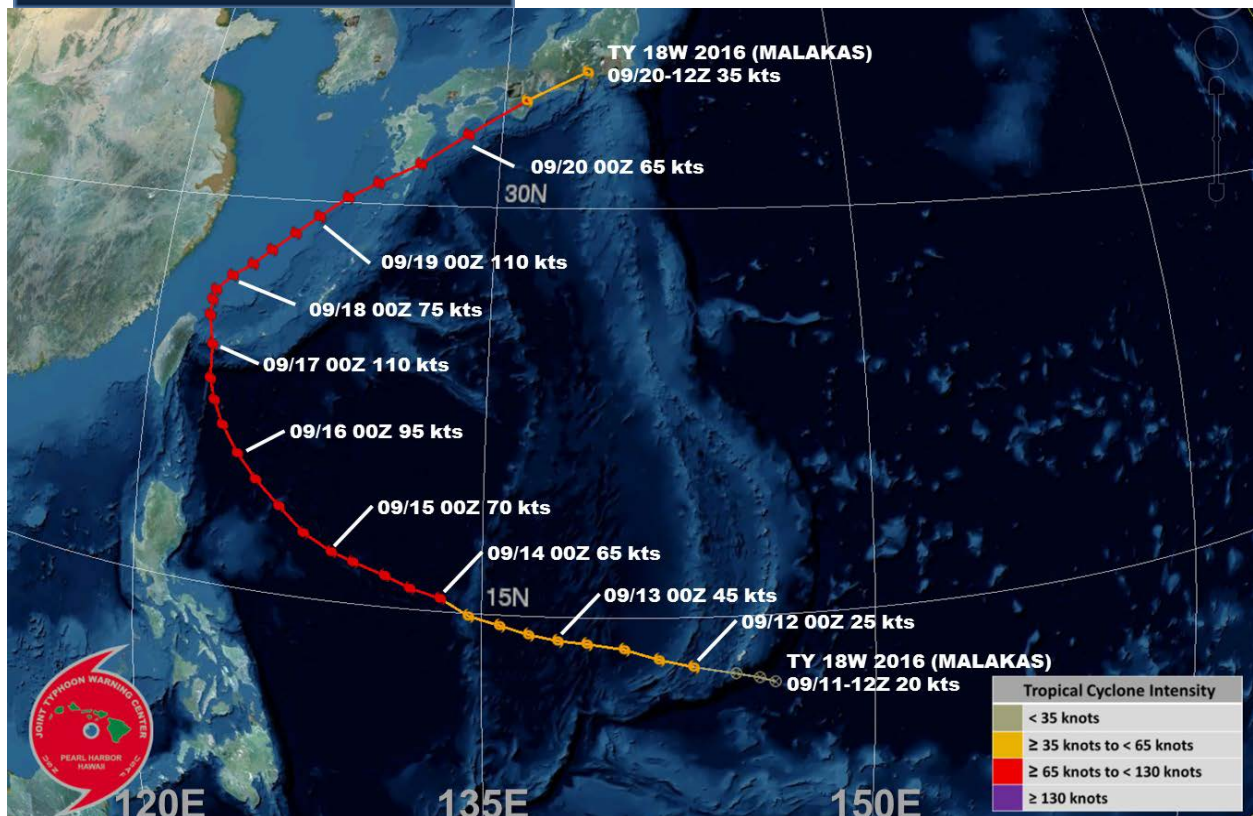 TY 18W 2016 (MALAKAS)
09/20-12Z 35 kts
09/20 00Z 65 kts
30N
09/19 00Z 110 kts
09/18 00Z 75 kts
09/17 00Z 110 kts
09/16 00Z 95 kts
09/15 00Z 70 kts
09/14 00Z 65 kts
15N
09/13 00Z 45 kts
09/12 00Z 25 kts
TY 18W 2016 (MALAKAS)
09/11-12Z 20 kts
Tropical Cyclone Intensity
< 35 knots
≥ 35 knots to < 65 knots
≥ 65 knots to < 130 knots
≥ 130 knots
JOINT TYPHOON WARNING CENTER
PEARL HARBOR
HAWAII
120E
135E
150E